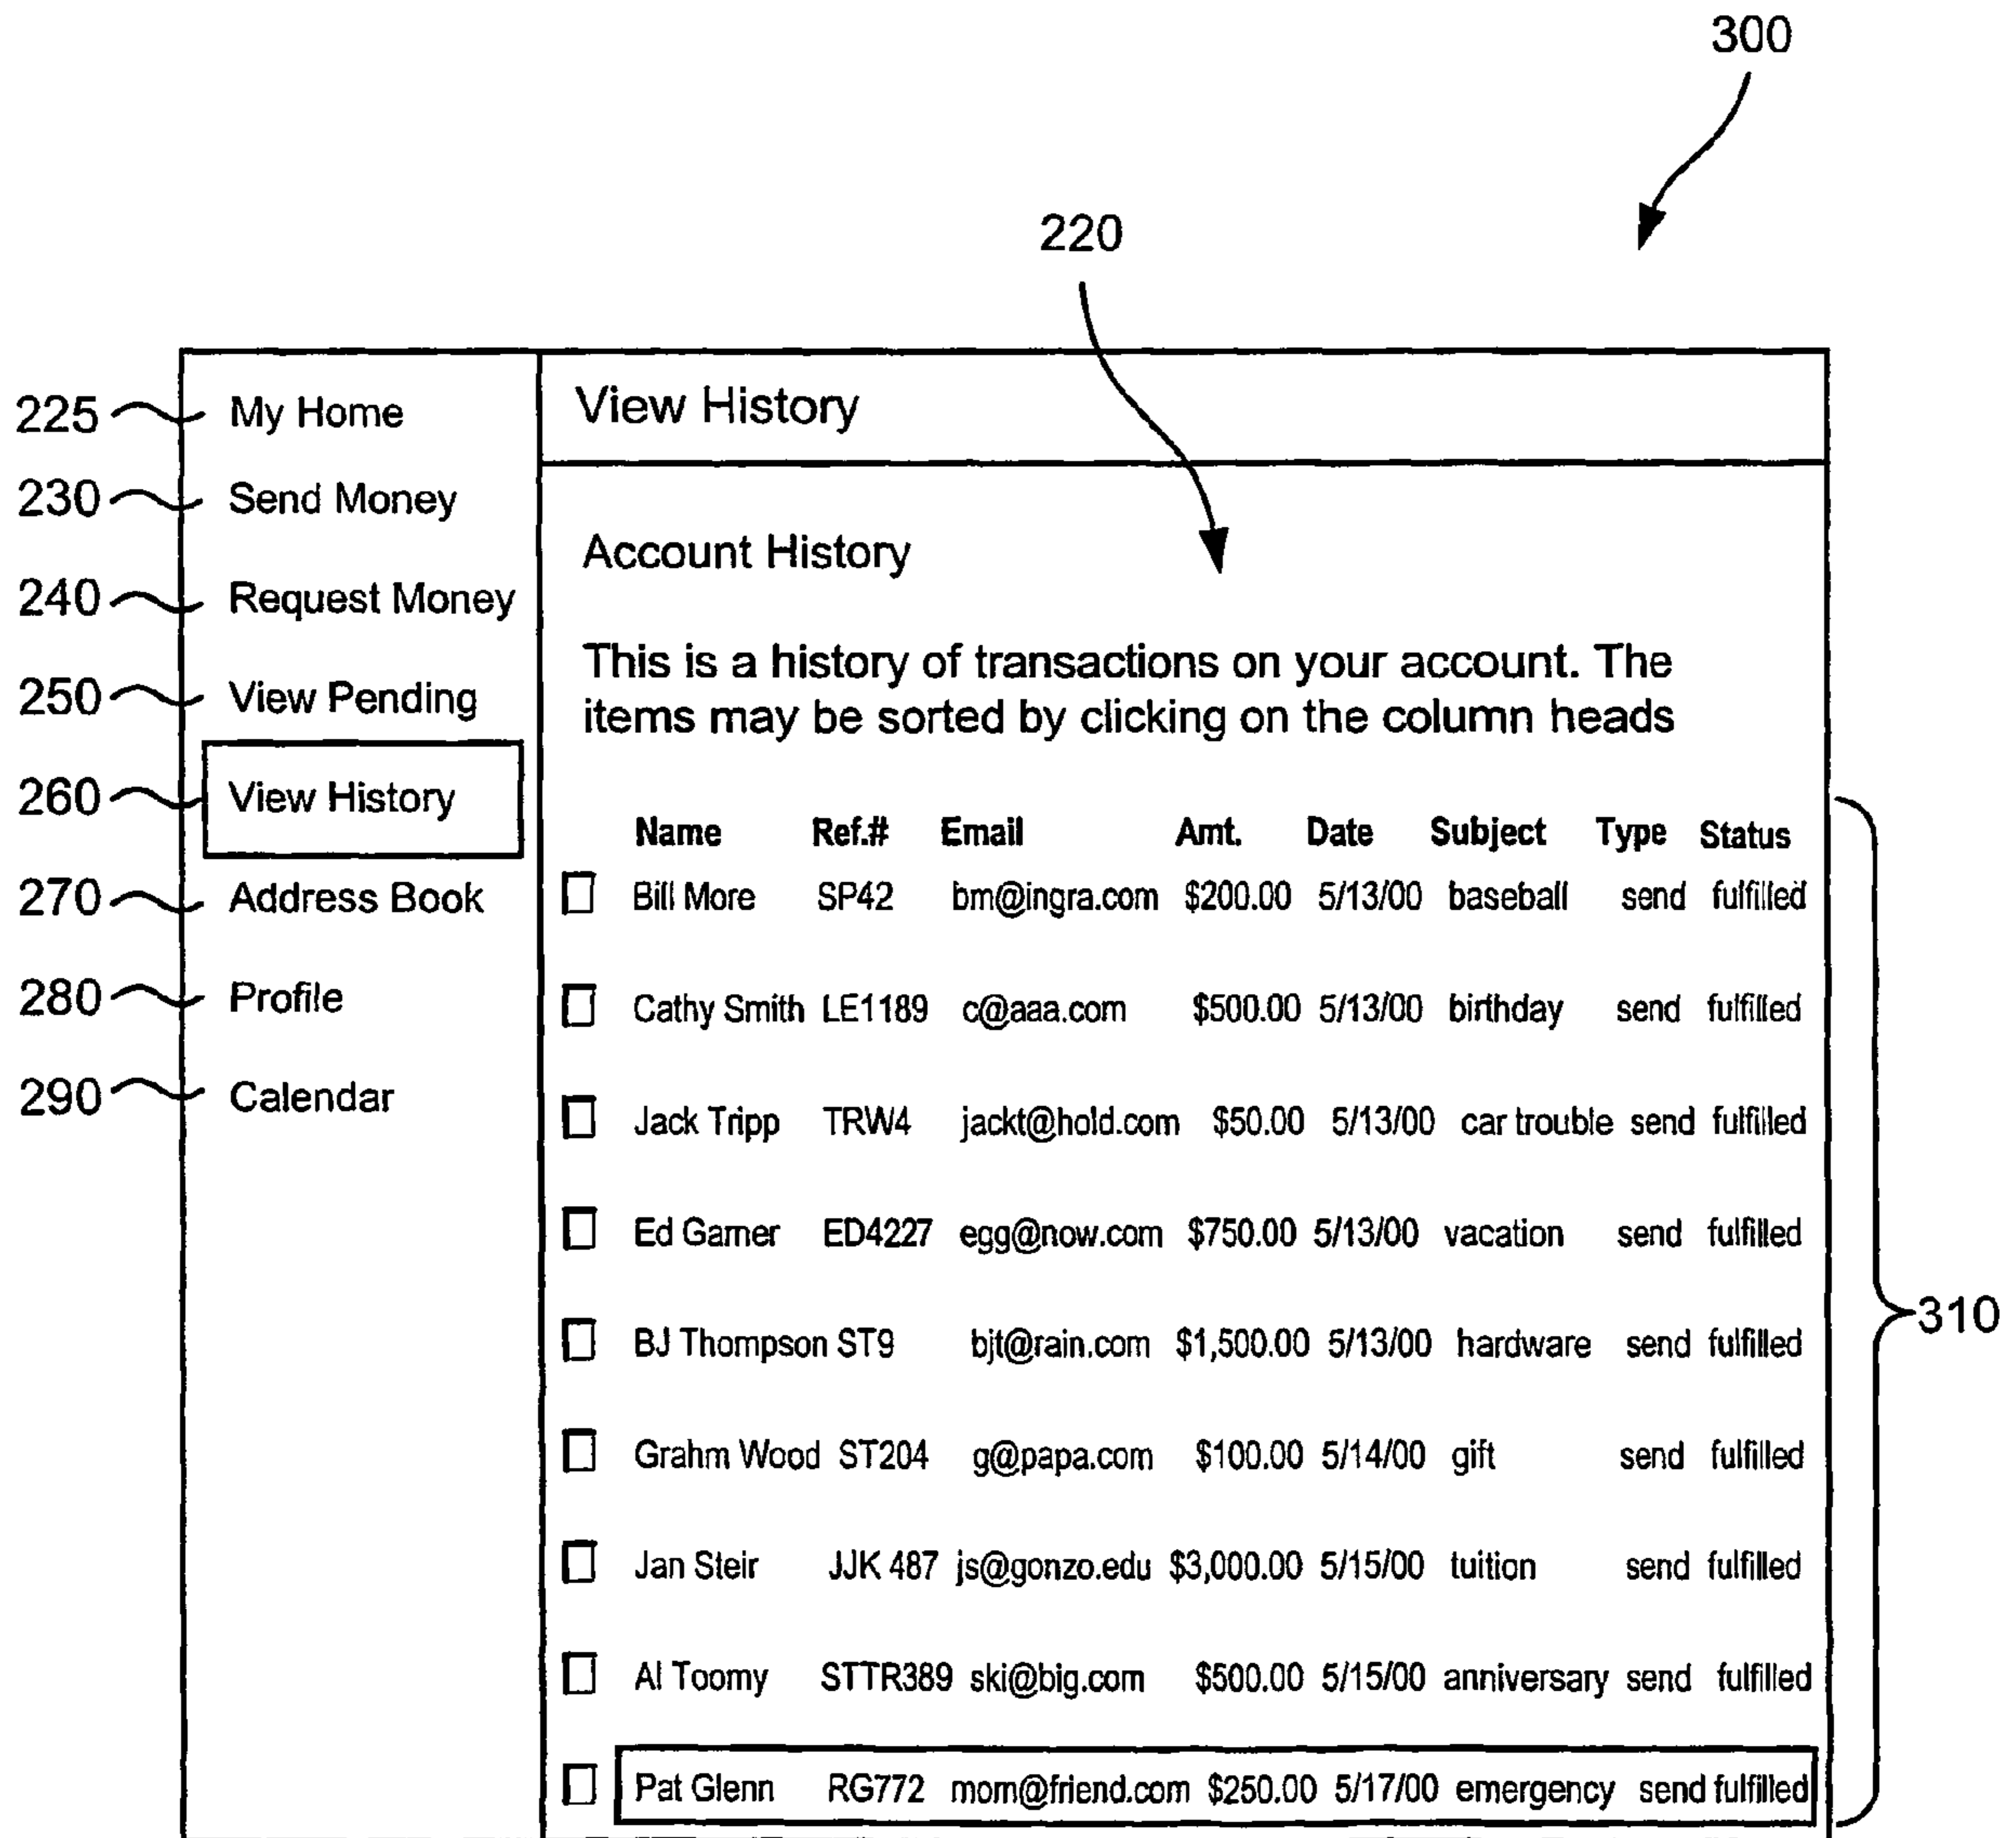 300
220
225 My Home
230 Send Money
240 Request Money
250 View Pending
260 View History
270 Address Book
280 Profile
290 Calendar
View History
Account History
This is a history of transactions on your account. The
items may be sorted by clicking on the column heads
Name Ref.# Email Amt. Date Subject Type Status
Bill More SP42 bm@ingra.com $200.00 5/13/00 baseball send fulfilled
Cathy Smith LE1189 c@aaa.com $500.00 5/13/00 birthday send fulfilled
Jack Tripp TRW4 jackt@hold.com $50.00 5/13/00 car trouble send fulfilled
Ed Garner ED4227 egg@now.com $750.00 5/13/00 vacation send fulfilled
BJ Thompson ST9 bjt@rain.com $1,500.00 5/13/00 hardware send fulfilled
Grahm Wood ST204 g@papa.com $100.00 5/14/00 gift send fulfilled
Jan Steir JJK 487 js@gonzo.edu $3,000.00 5/15/00 tuition send fulfilled
Al Toomy STTR389 ski@big.com $500.00 5/15/00 anniversary send fulfilled
Pat Glenn RG772 mom@friend.com $250.00 5/17/00 emergency send fulfilled
310